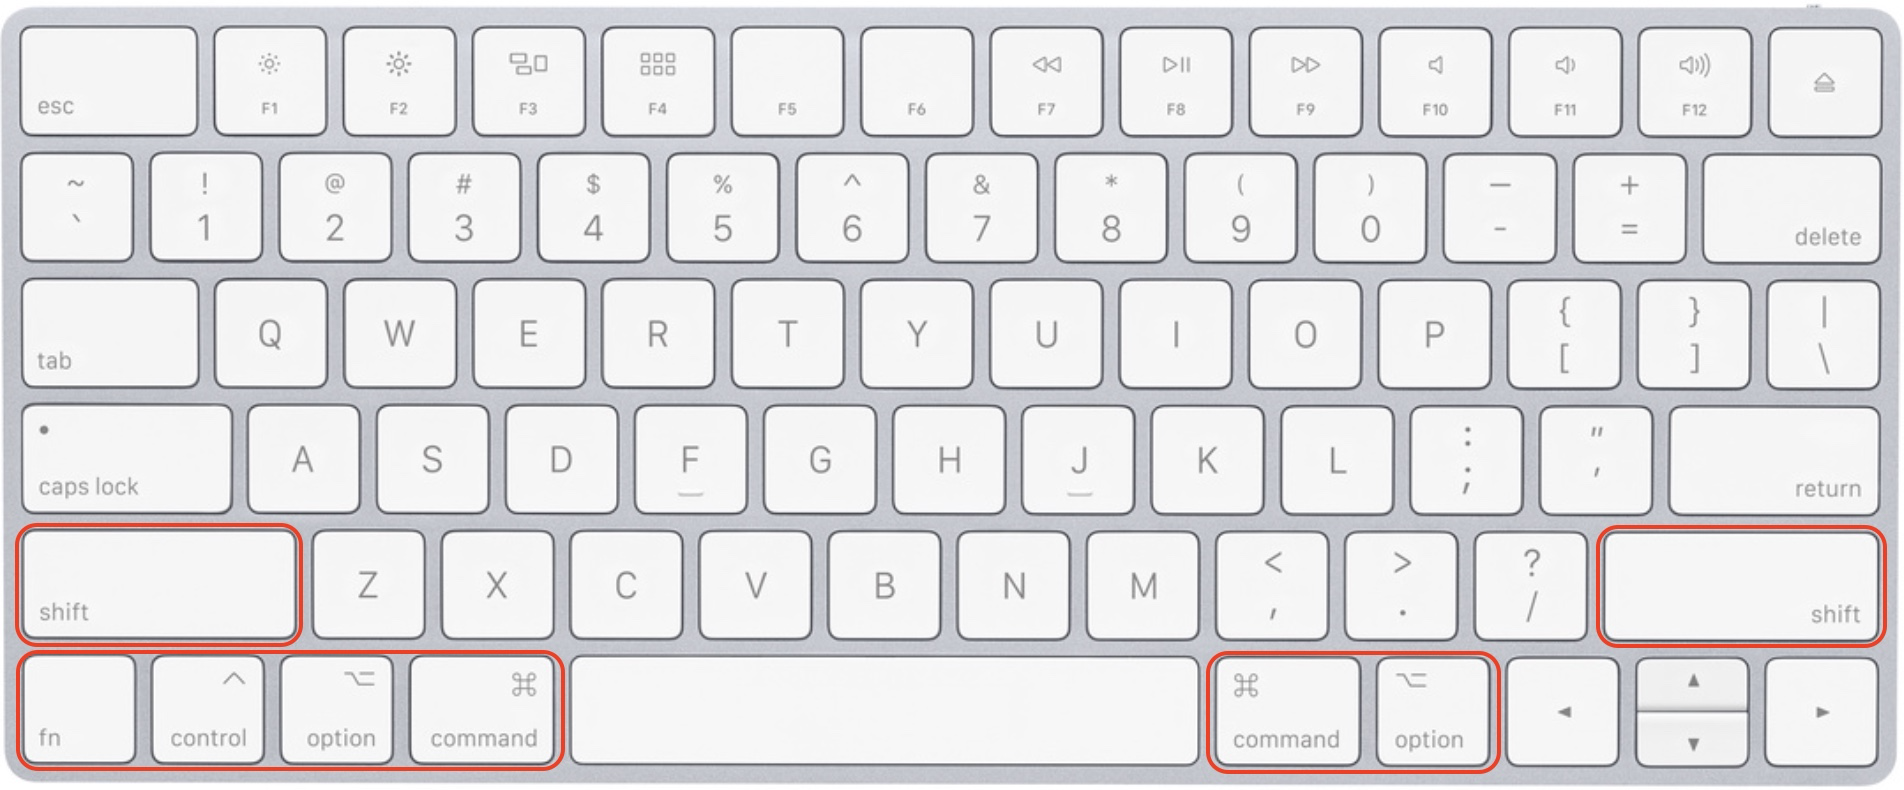 esc F1 F2 F3 F4 F5 F6 F7 F8 F9 F10 F11 F12
~ ! @ # $ % ^ & * ( ) — +
` 1 2 3 4 5 6 7 8 9 0 - = delete
tab Q W E R T Y U I O P { } |
[ ] \
caps lock A S D F G H J K L : "
; ' return
shift Z X C V B N M < > ?
, . / shift
^ ⌥ ⌘ ⌘ ⌥
fn control option command command option ◀ ▲ ▼ ▶